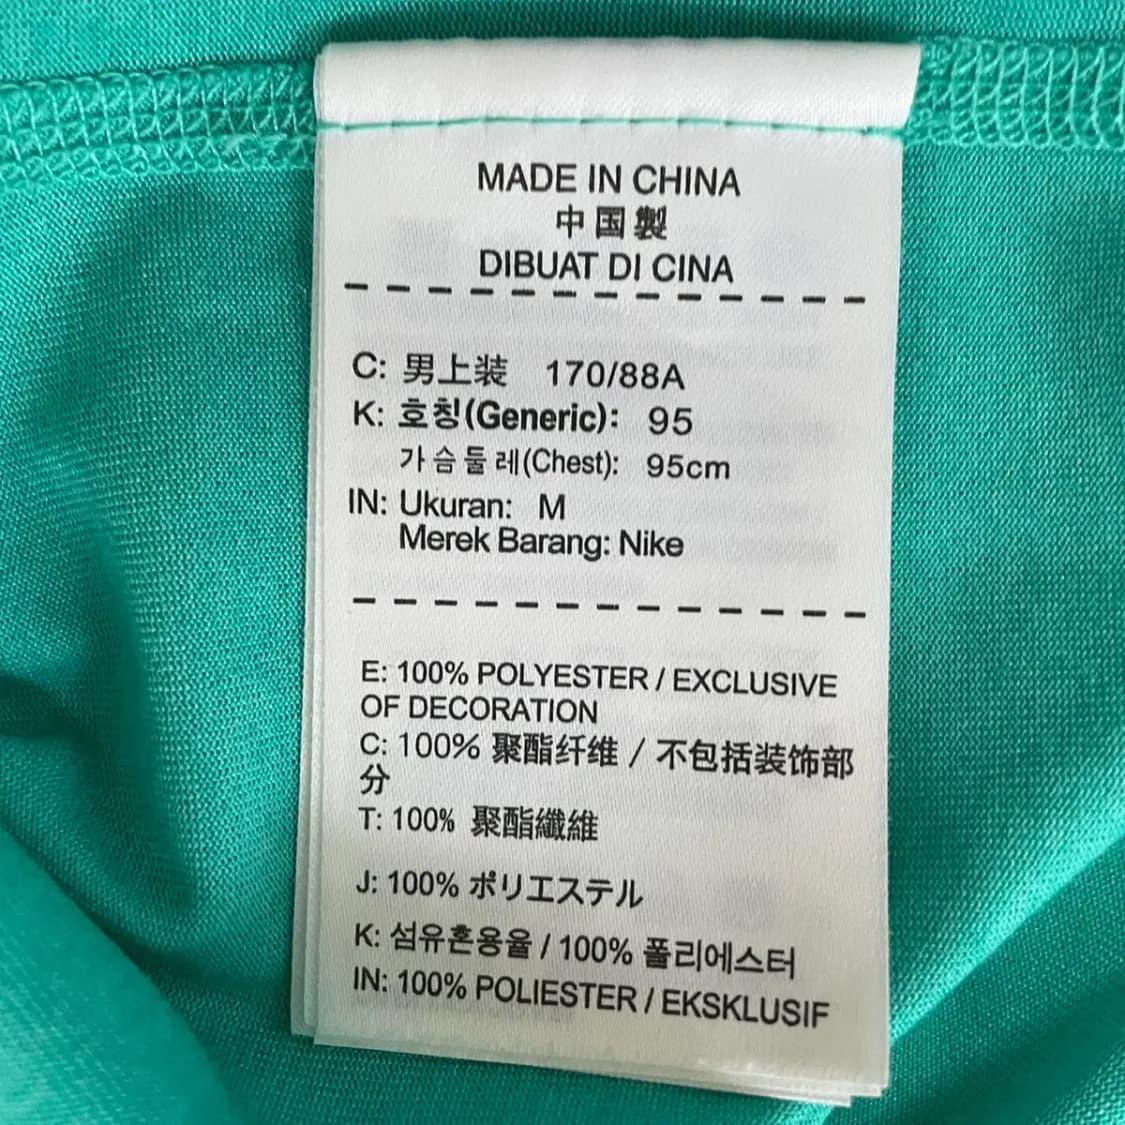 MADE IN CHINA
中国製
DIBUAT DI CINA
C: 男上装 170/88A
K: 호칭(Generic): 95
가슴둘레(Chest): 95cm
IN: Ukuran: M
Merek Barang: Nike
E: 100% POLYESTER / EXCLUSIVE
OF DECORATION
C: 100% 聚酯纤维 / 不包括装饰部
分
T: 100% 聚酯纖維
J: 100% ポリエステル
K: 섬유혼용율 / 100% 폴리에스터
IN: 100% POLIESTER / EKSKLUSIF